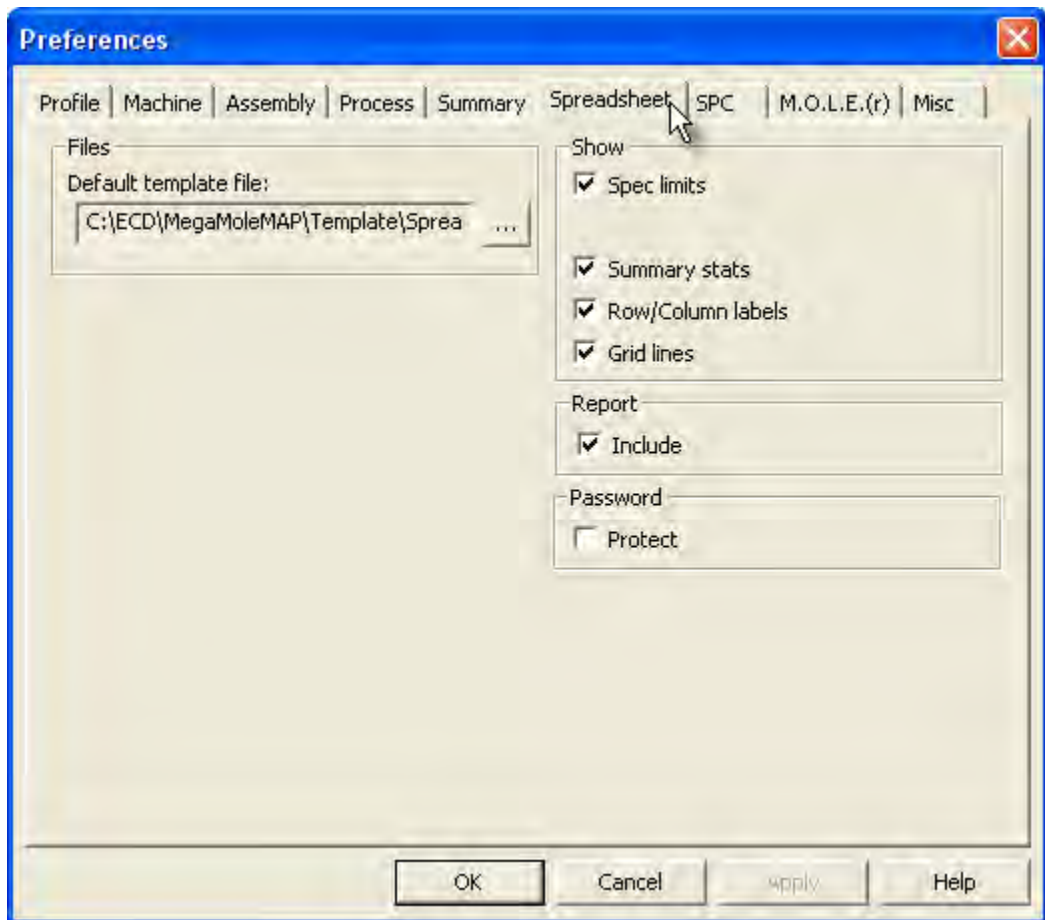 Preferences
Profile Machine Assembly Process Summary Spreadsheet SPC M.O.L.E.(r) Misc
Files
Default template file:
C:\ECD\MegaMoleMAP\Template\Sprea ...
Show
Spec limits
Summary stats
Row/Column labels
Grid lines
Report
Include
Password
Protect
OK Cancel Apply Help